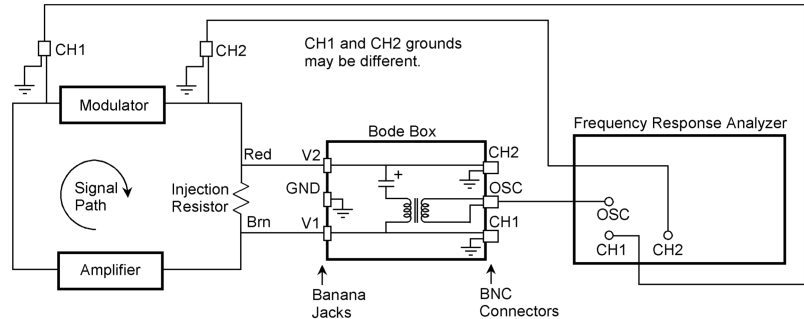 CH1
CH2
CH1 and CH2 grounds
may be different.
Modulator
Bode Box
Frequency Response Analyzer
Red
V2
CH2
Signal
Path
Injection
Resistor
GND
+
OSC
OSC
Brn
V1
CH1
CH1
CH2
Amplifier
Banana
Jacks
BNC
Connectors